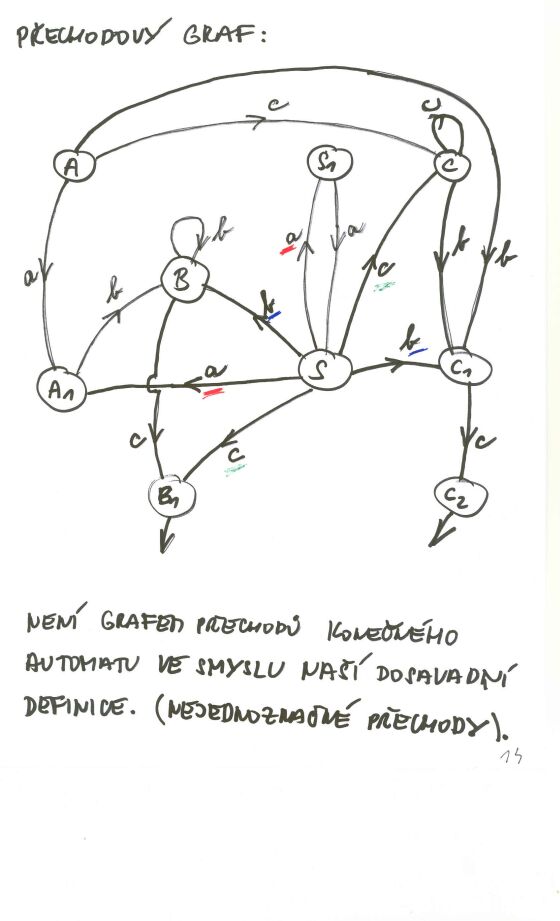 PŘECHODOVÝ GRAF:
c
A
S1
c
C
a
a
a
b
b
b
b
B
b
c
A1
a
S
b
C1
c
c
c
B1
C2
NENÍ GRAFEM PŘECHODŮ KONEČNÉHO
AUTOMATU VE SMYSLU NAŠÍ DOSAVADNÍ
DEFINICE. (NEJEDNOZNAČNÉ PŘECHODY).